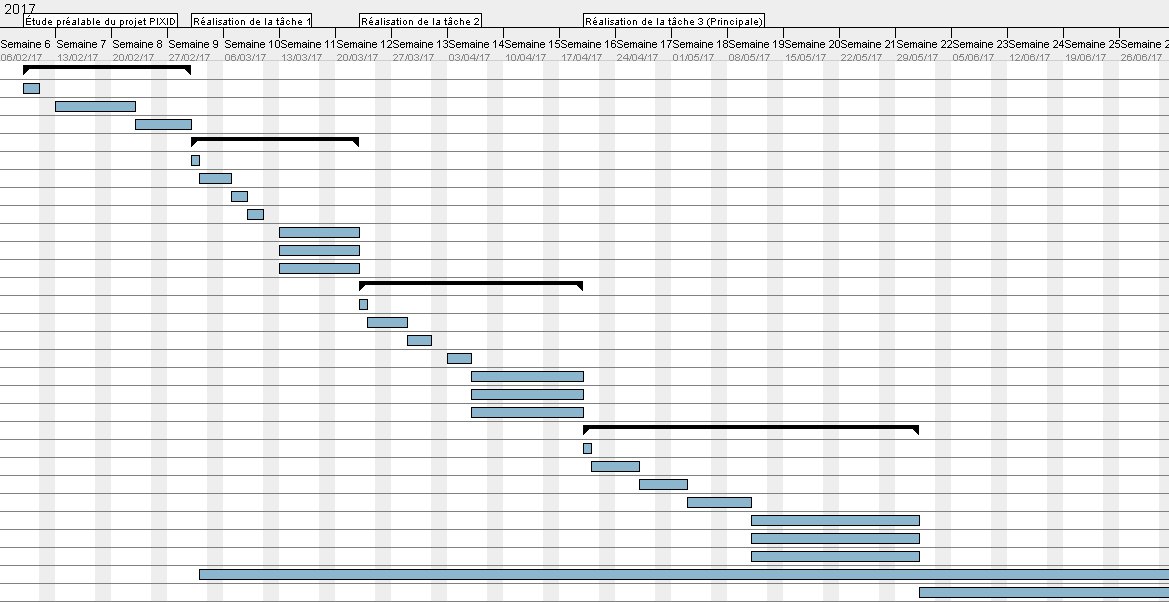 2017
Étude préalable du projet PIXID Réalisation de la tâche 1 Réalisation de la tâche 2 Réalisation de la tâche 3 (Principale)
Semaine 6 Semaine 7 Semaine 8 Semaine 9 Semaine 10 Semaine 11 Semaine 12 Semaine 13 Semaine 14 Semaine 15 Semaine 16 Semaine 17 Semaine 18 Semaine 19 Semaine 20 Semaine 21 Semaine 22 Semaine 23 Semaine 24 Semaine 25 Semaine 2
06/02/17 13/02/17 20/02/17 27/02/17 06/03/17 13/03/17 20/03/17 27/03/17 03/04/17 10/04/17 17/04/17 24/04/17 01/05/17 08/05/17 15/05/17 22/05/17 29/05/17 05/06/17 12/06/17 19/06/17 26/06/17